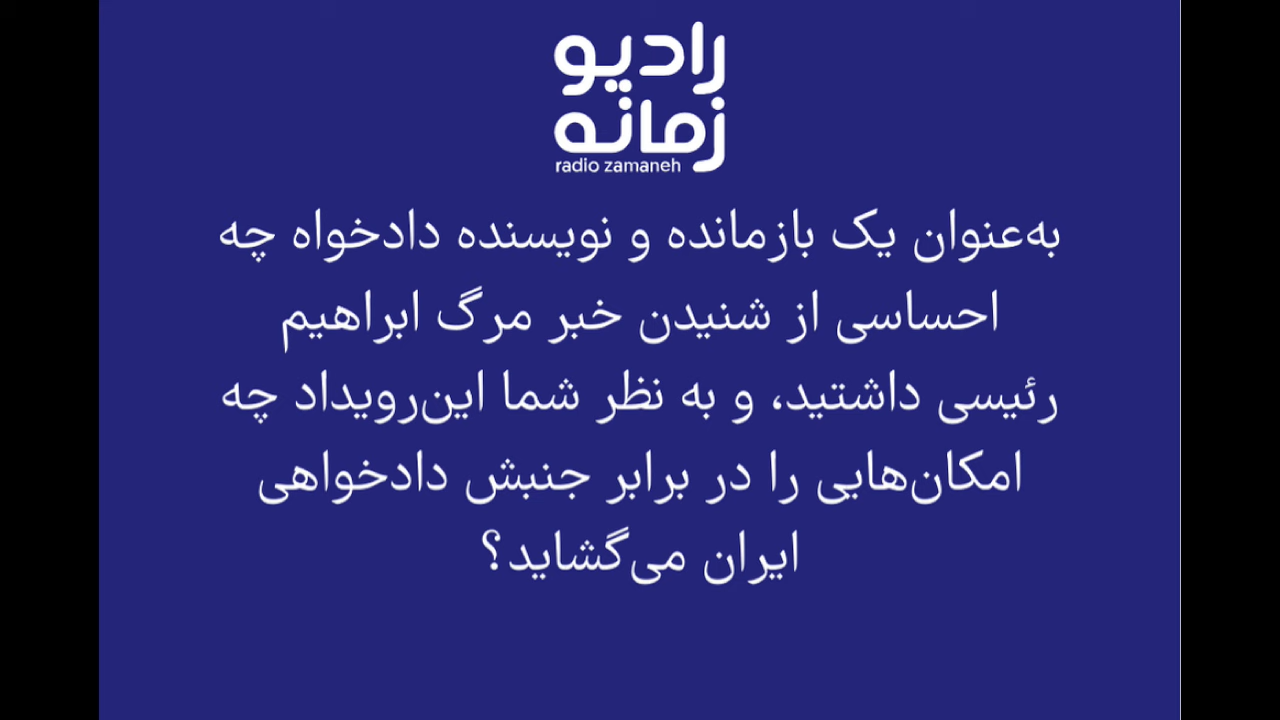 رادیو
زمانه
radio zamaneh
به‌عنوان یک بازمانده و نویسنده دادخواه چه
احساسی از شنیدن خبر مرگ ابراهیم
رئیسی داشتید، و به نظر شما این‌رویداد چه
امکان‌هایی را در برابر جنبش دادخواهی
ایران می‌گشاید؟